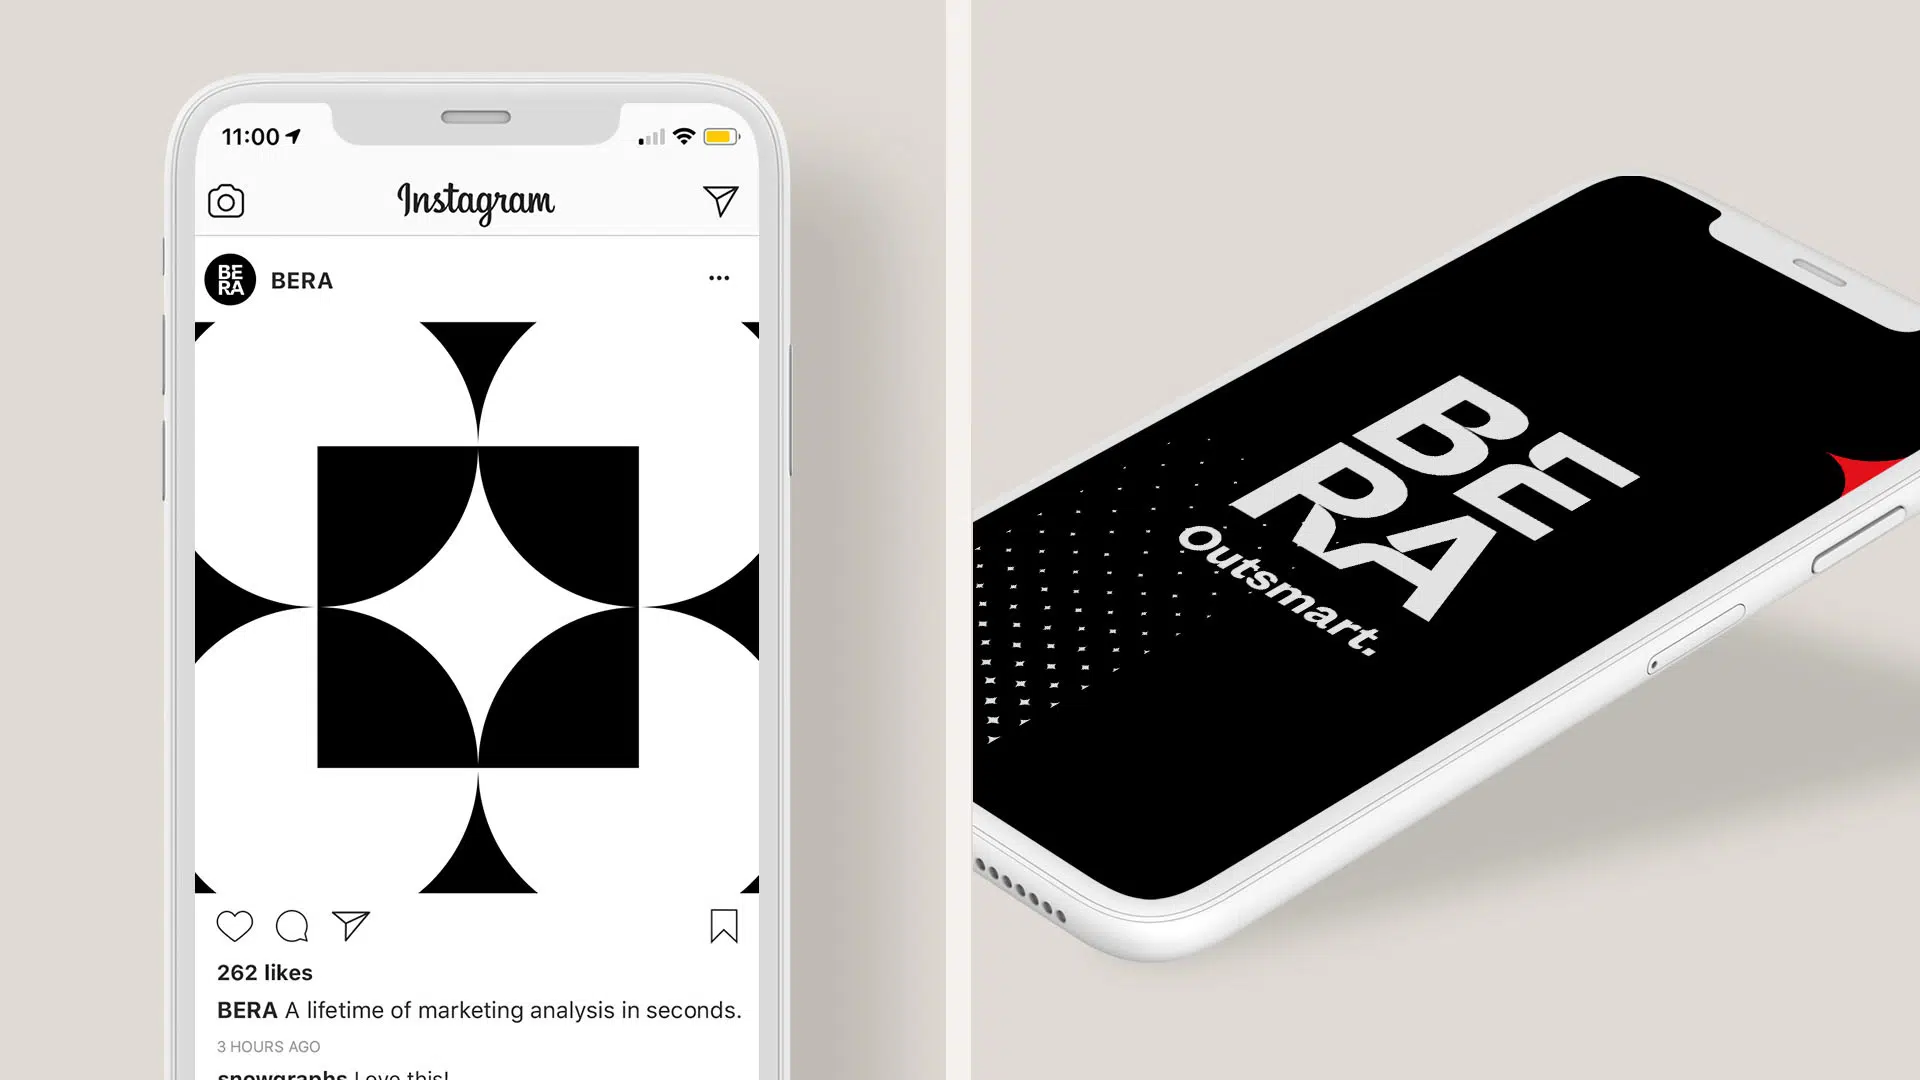 11:00
Instagram
BE
RA
BERA
262 likes
BERA A lifetime of marketing analysis in seconds.
3 HOURS AGO
snowgraphs Love this!
BE
RA
Outsmart.